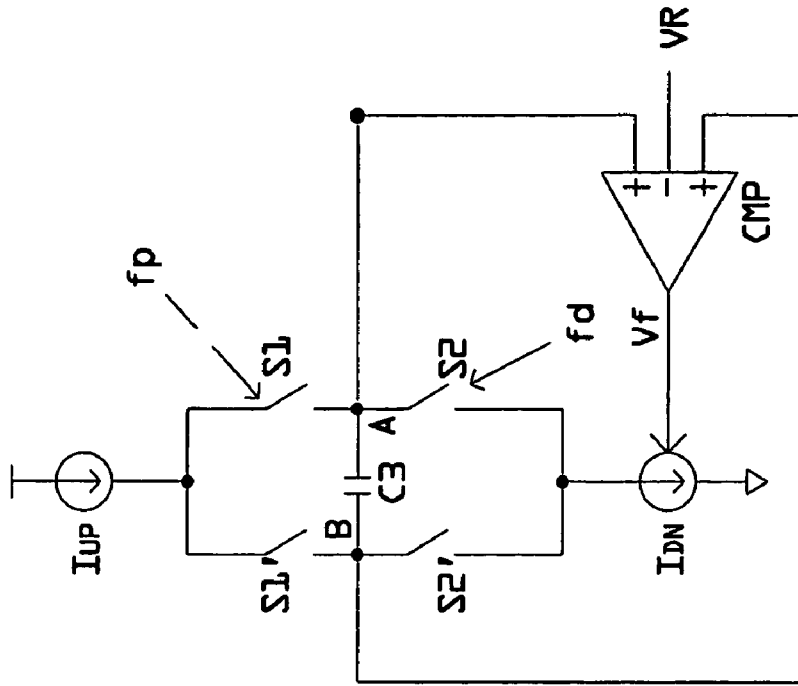 IUP
fp
S1'
S1
B
A
C3
S2'
S2
fd
Vf
IDN
+
−
+
CMP
VR